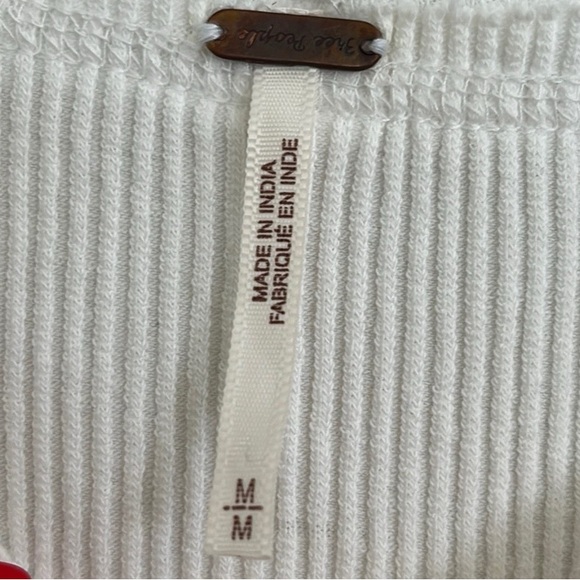 Free People
MADE IN INDIA
FABRIQUÉ EN INDE
M
M